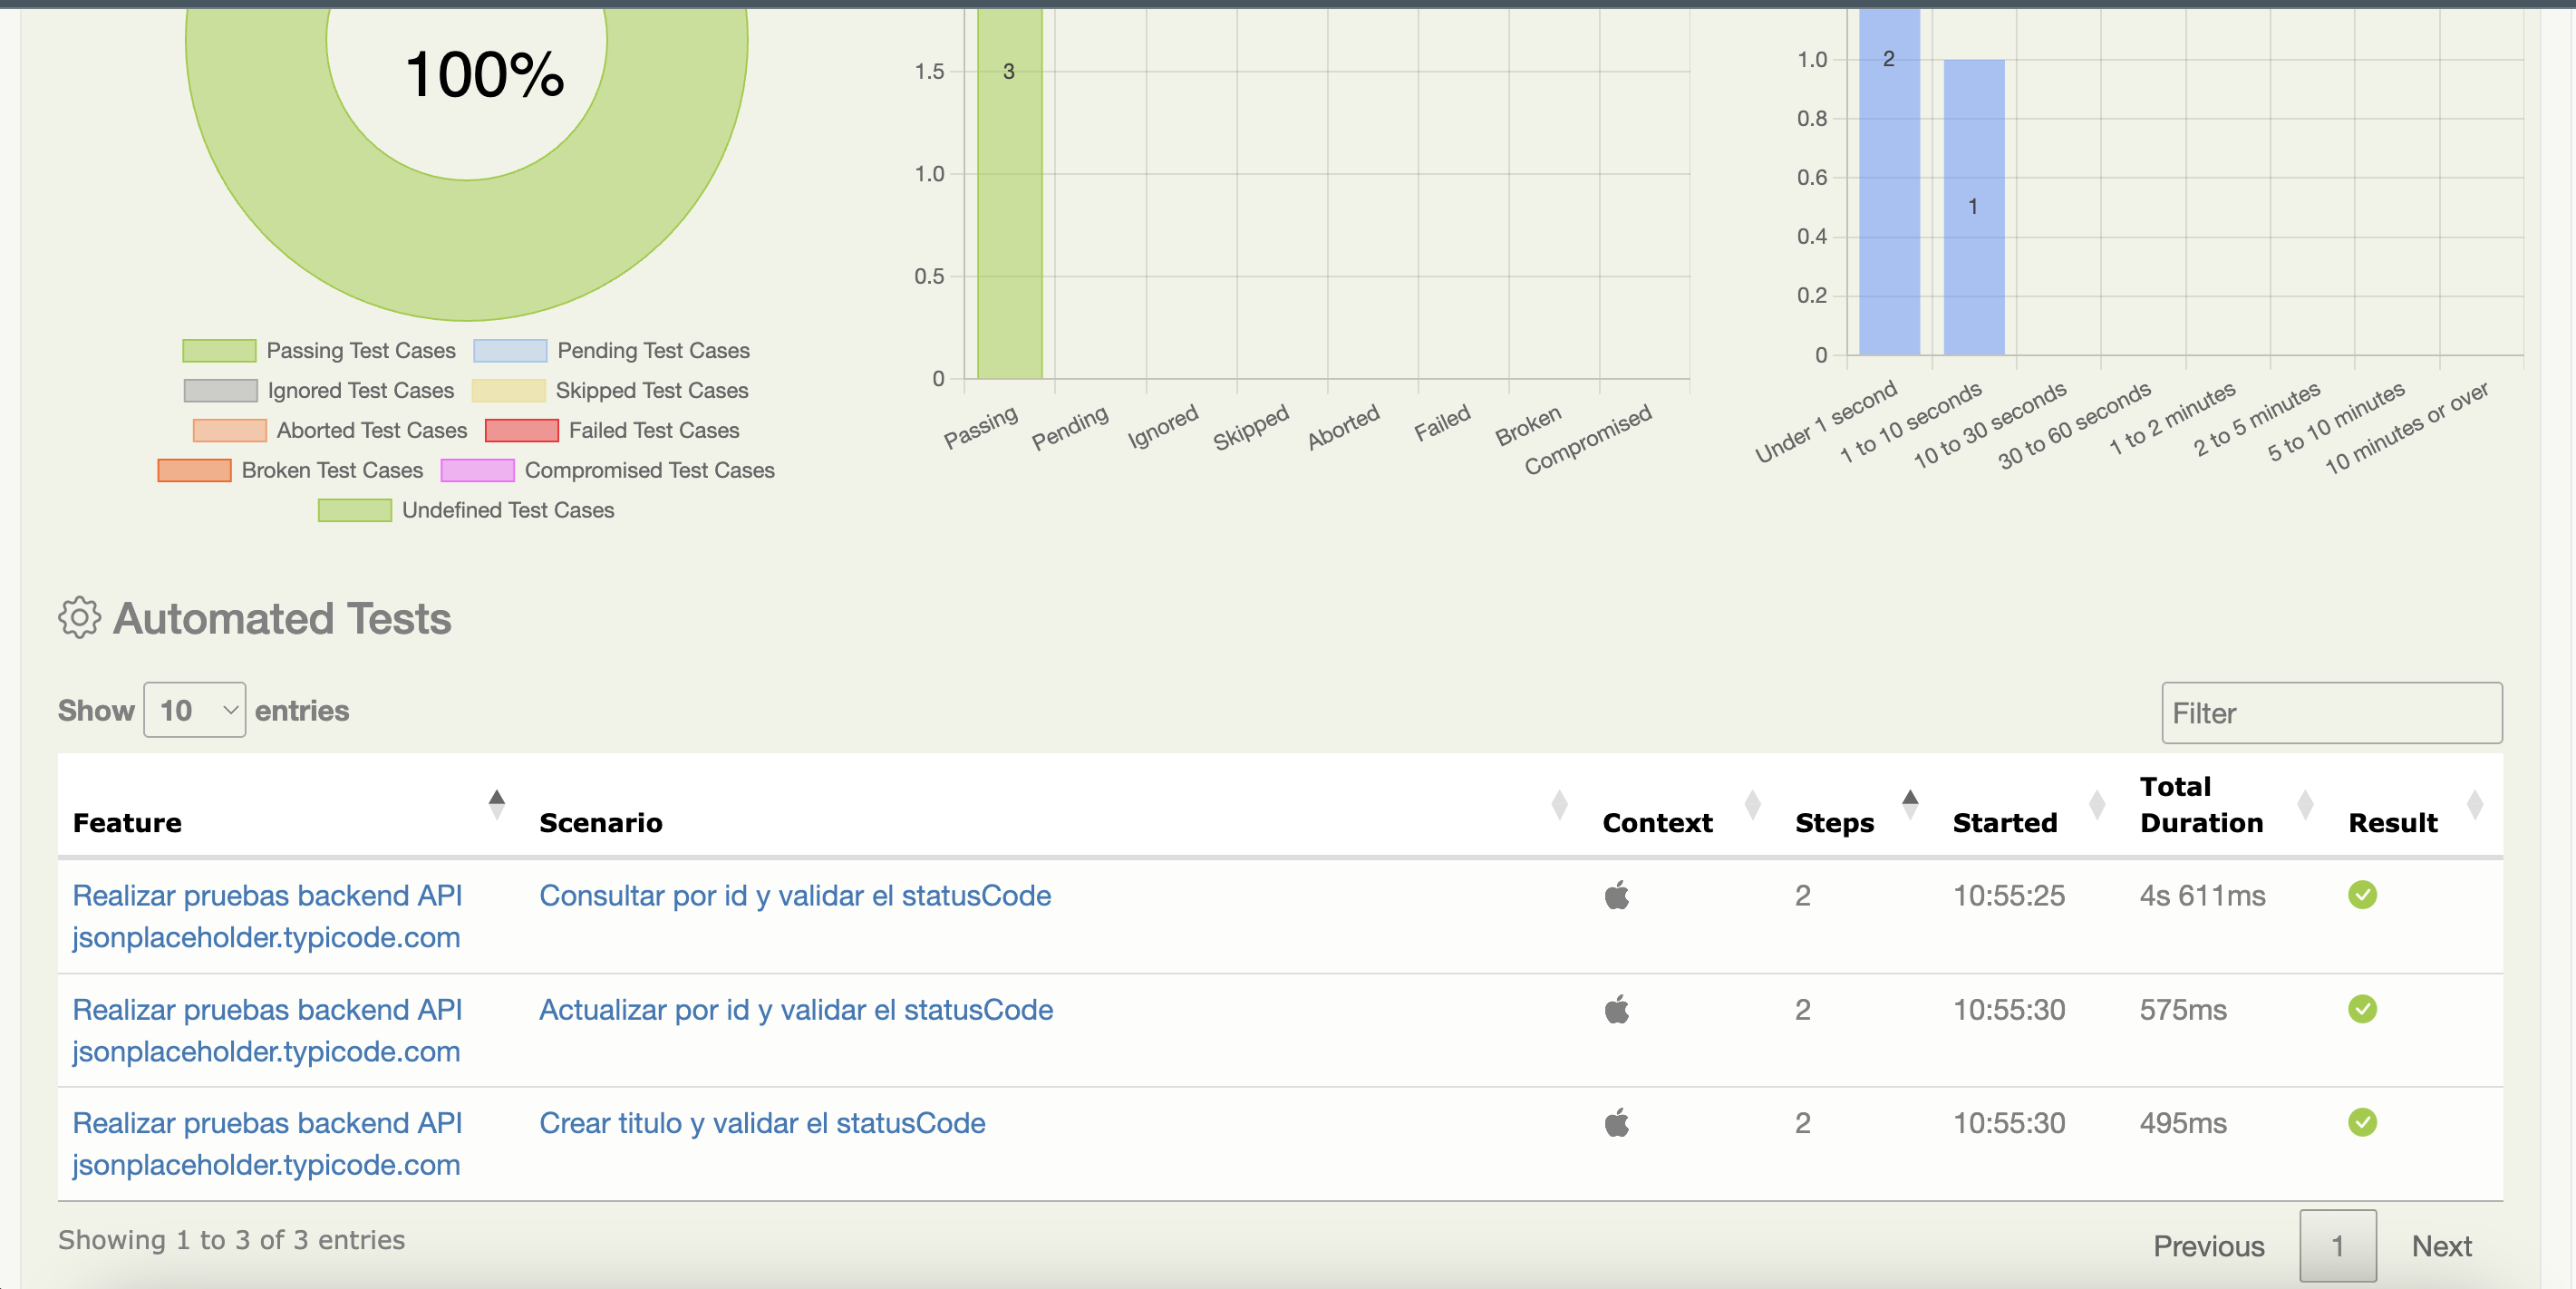 100%
Passing Test Cases Pending Test Cases
Ignored Test Cases Skipped Test Cases
Aborted Test Cases Failed Test Cases
Broken Test Cases Compromised Test Cases
Undefined Test Cases
1.5
1.0
0.5
0
3
Passing Pending Ignored Skipped Aborted Failed Broken Compromised
1.0
0.8
0.6
0.4
0.2
0
2
1
Under 1 second 1 to 10 seconds 10 to 30 seconds 30 to 60 seconds 1 to 2 minutes 2 to 5 minutes 5 to 10 minutes 10 minutes or over
Automated Tests
Show 10 entries
Filter
Feature Scenario Context Steps Started Total Duration Result
Realizar pruebas backend API Consultar por id y validar el statusCode 2 10:55:25 4s 611ms
jsonplaceholder.typicode.com
Realizar pruebas backend API Actualizar por id y validar el statusCode 2 10:55:30 575ms
jsonplaceholder.typicode.com
Realizar pruebas backend API Crear titulo y validar el statusCode 2 10:55:30 495ms
jsonplaceholder.typicode.com
Showing 1 to 3 of 3 entries
Previous 1 Next